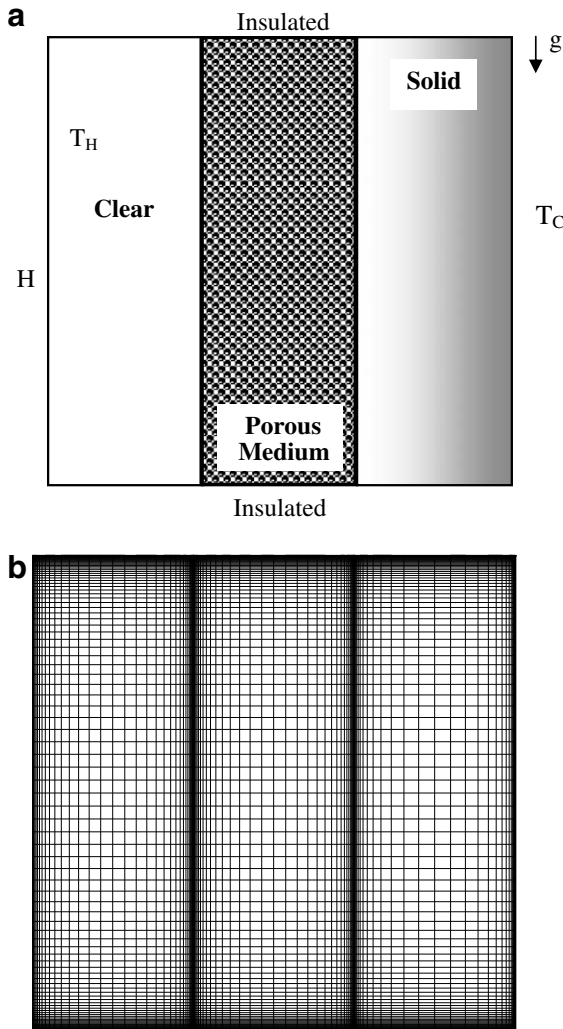 a
Insulated
g
Solid
T_H
Clear
T_C
H
Porous
Medium
Insulated
b